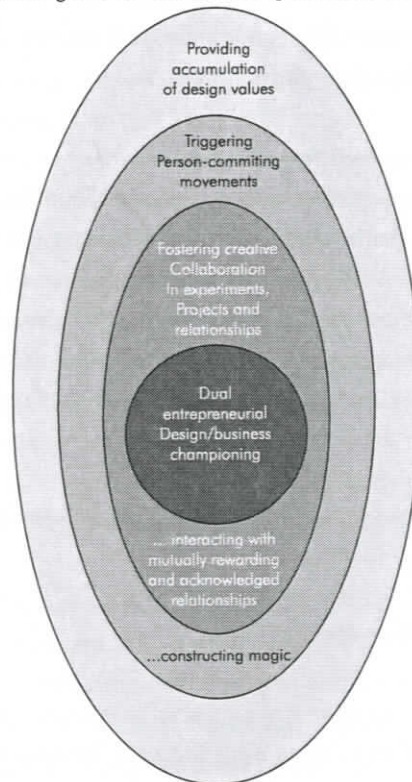 Providing
accumulation
of design values
Triggering
Person-commiting
movements
Fostering creative
Collaboration
In experiments,
Projects and
relationships
Dual
entrepreneurial
Design/business
championing
... interacting with
mutually rewarding
and acknowledged
relationships
...constructing magic